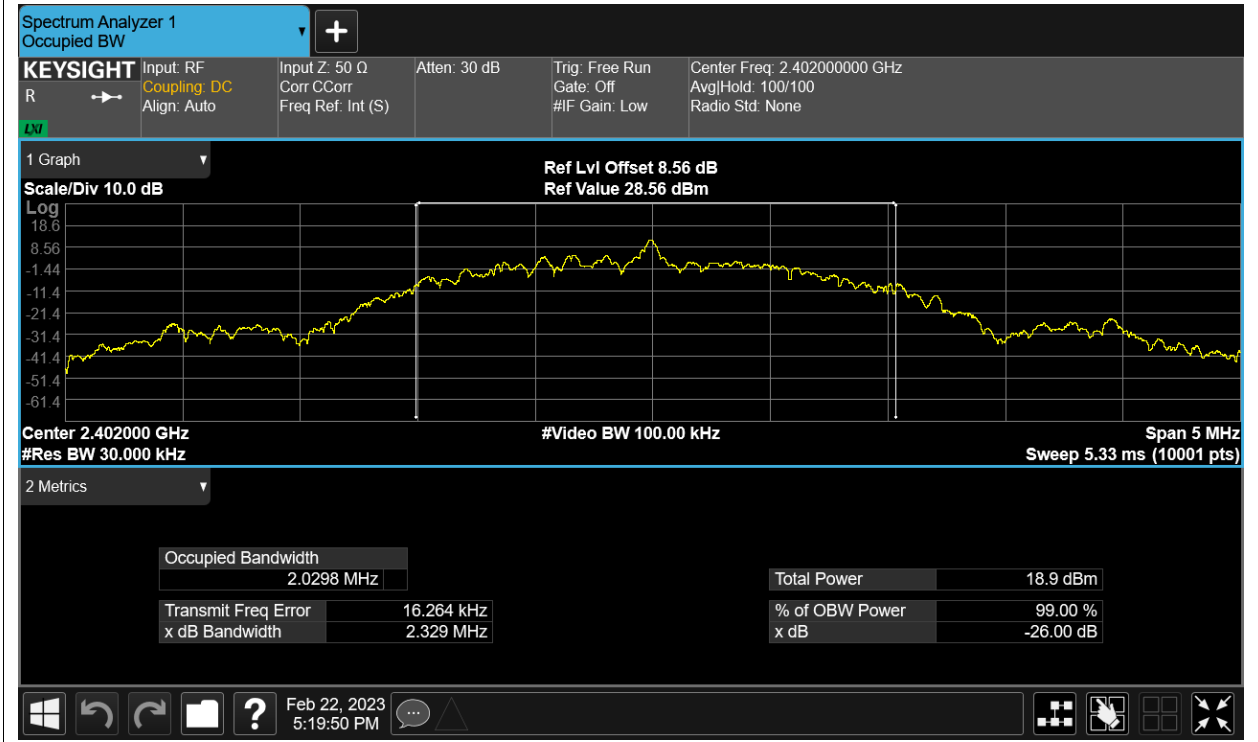 Spectrum Analyzer 1
Occupied BW
KEYSIGHT
R
LXI
Input: RF
Coupling: DC
Align: Auto
Input Z: 50 Ω
Corr CCorr
Freq Ref: Int (S)
Atten: 30 dB
Trig: Free Run
Gate: Off
#IF Gain: Low
Center Freq: 2.402000000 GHz
Avg|Hold: 100/100
Radio Std: None
1 Graph
Scale/Div 10.0 dB
Ref Lvl Offset 8.56 dB
Ref Value 28.56 dBm
Log
18.6
8.56
-1.44
-11.4
-21.4
-31.4
-41.4
-51.4
-61.4
Center 2.402000 GHz
#Res BW 30.000 kHz
#Video BW 100.00 kHz
Span 5 MHz
Sweep 5.33 ms (10001 pts)
2 Metrics
Occupied Bandwidth
2.0298 MHz
Transmit Freq Error 16.264 kHz
x dB Bandwidth 2.329 MHz
Total Power 18.9 dBm
% of OBW Power 99.00 %
x dB -26.00 dB
?
Feb 22, 2023
5:19:50 PM